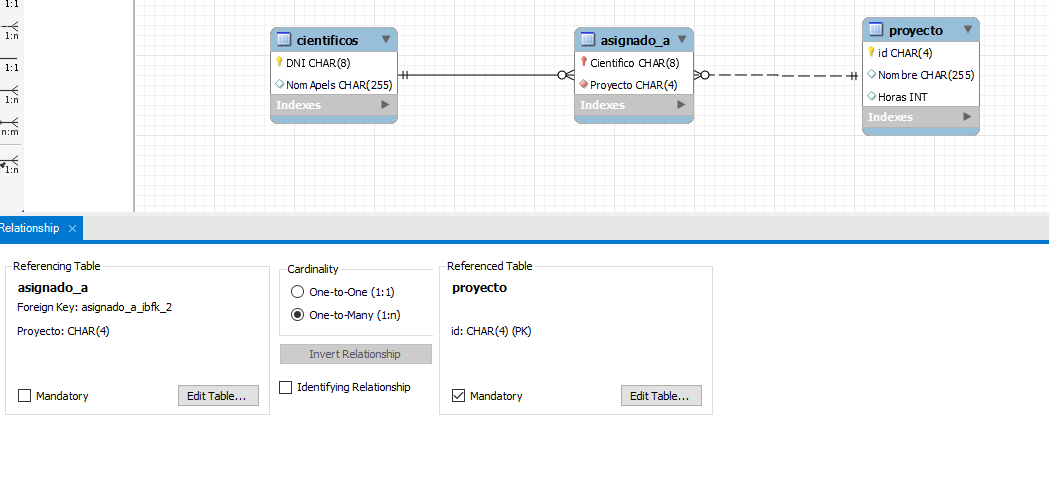 1:1
1:n
1:1
1:n
n:m
1:n
cientificos
DNI CHAR(8)
NomApels CHAR(255)
Indexes
asignado_a
Cientifico CHAR(8)
Proyecto CHAR(4)
Indexes
proyecto
id CHAR(4)
Nombre CHAR(255)
Horas INT
Indexes
Relationship
Referencing Table
asignado_a
Foreign Key: asignado_a_ibfk_2
Proyecto: CHAR(4)
Mandatory
Edit Table...
Cardinality
One-to-One (1:1)
One-to-Many (1:n)
Invert Relationship
Identifying Relationship
Referenced Table
proyecto
id: CHAR(4) (PK)
Mandatory
Edit Table...